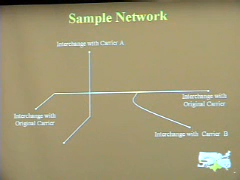 Sample Network
Interchange with Carrier A
Interchange with
Original Carrier
Interchange with
Original Carrier
Interchange with Carrier B